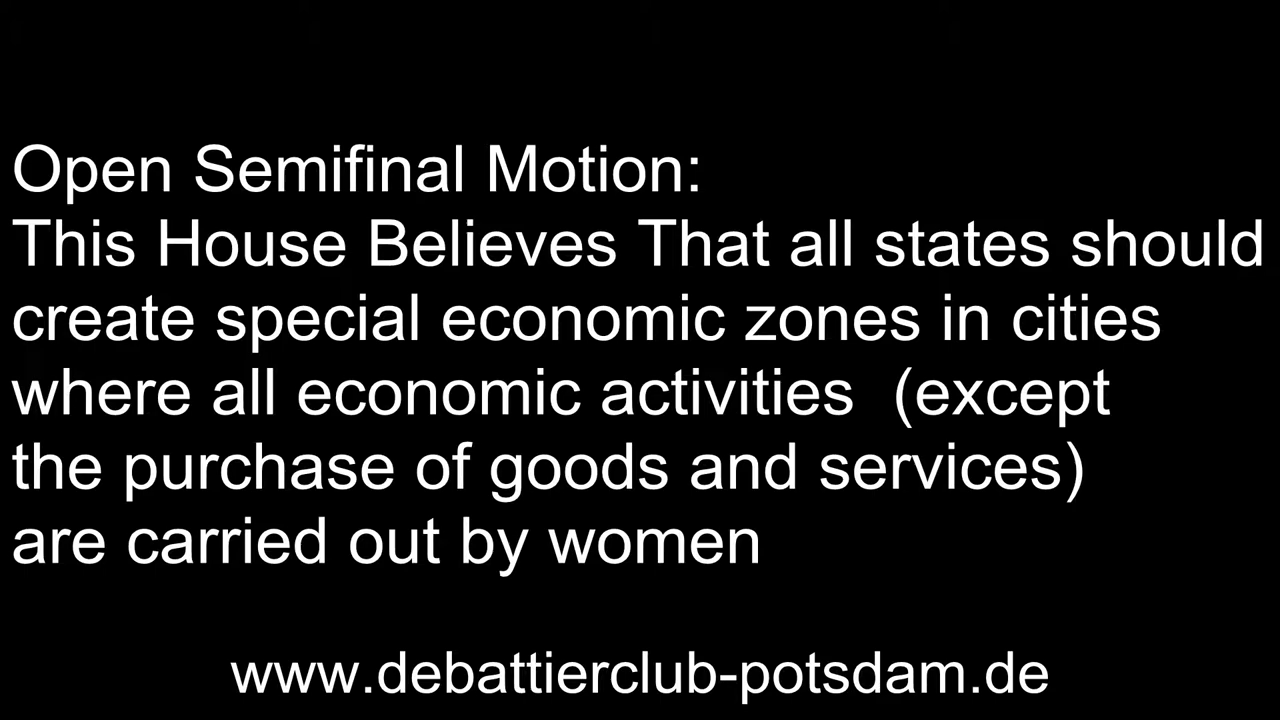 Open Semifinal Motion:
This House Believes That all states should
create special economic zones in cities
where all economic activities  (except
the purchase of goods and services)
are carried out by women
www.debattierclub-potsdam.de